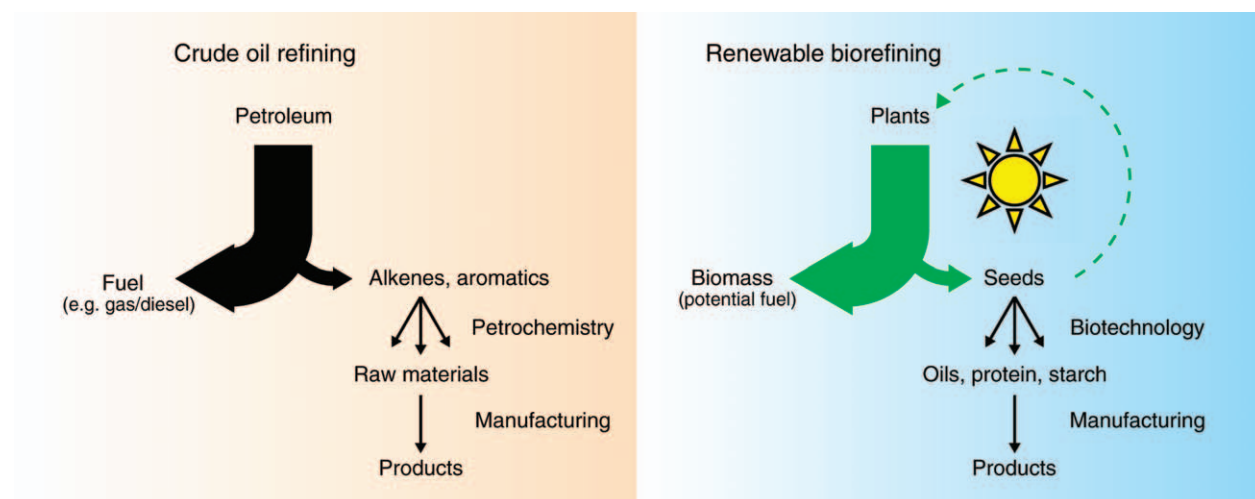 Crude oil refining
Petroleum
Fuel
(e.g. gas/diesel)
Alkenes, aromatics
Petrochemistry
Raw materials
Manufacturing
Products
Renewable biorefining
Plants
Biomass
(potential fuel)
Seeds
Biotechnology
Oils, protein, starch
Manufacturing
Products